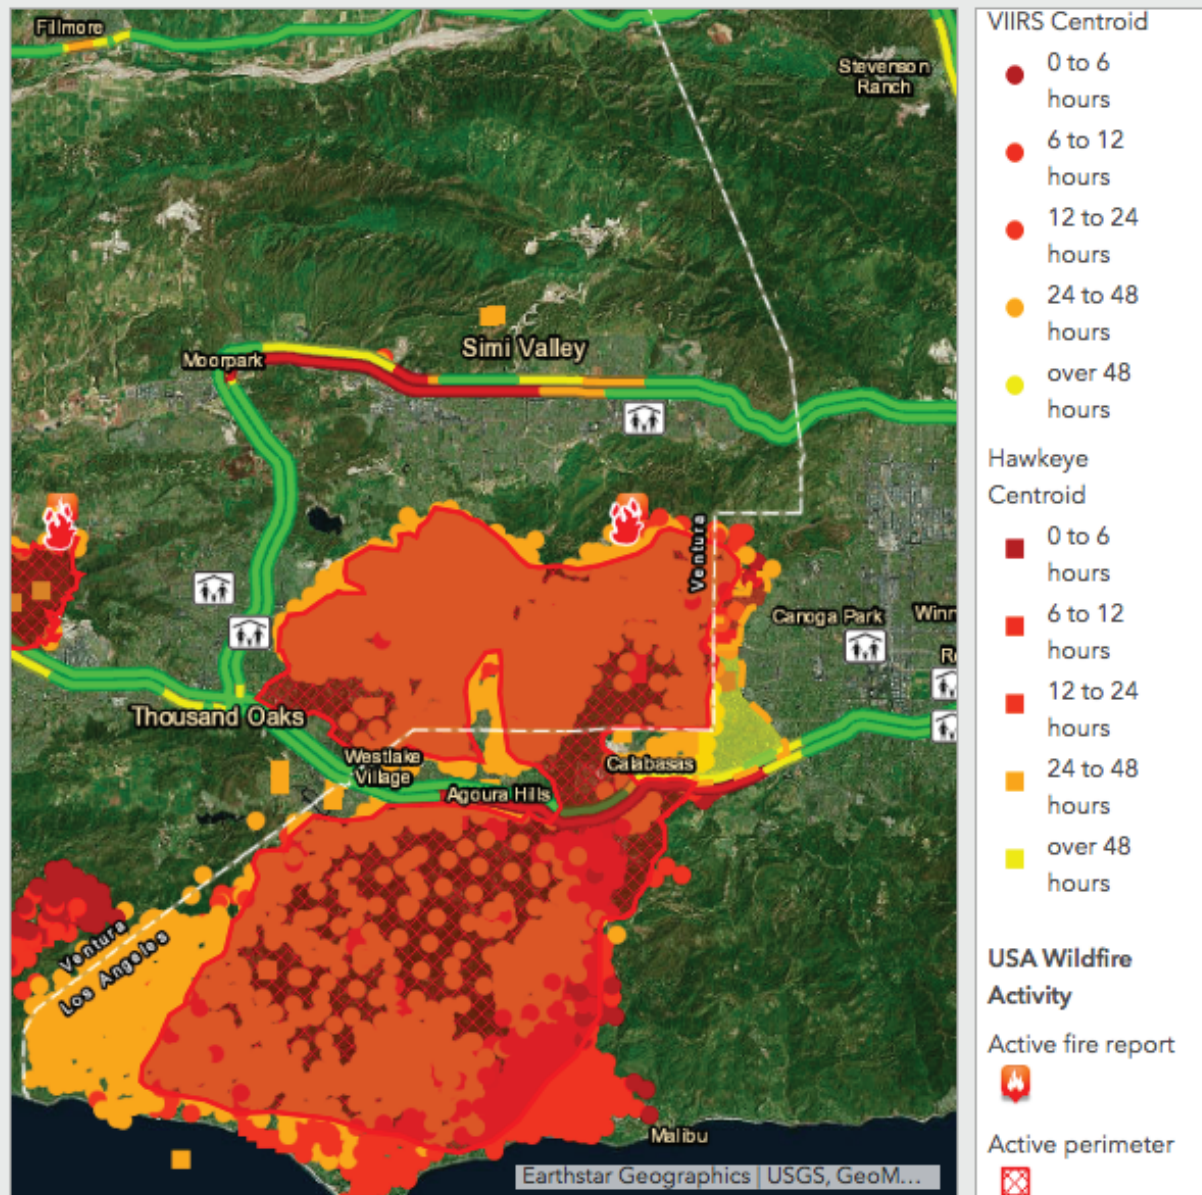 Fillmore
Stevenson
Ranch
Simi Valley
Moorpark
Ventura
Canoga Park
Thousand Oaks
Westlake
Village
Calabasas
Agoura Hills
Ventura
Los Angeles
Malibu
Earthstar Geographics | USGS, GeoM...
VIIRS Centroid
0 to 6
hours
6 to 12
hours
12 to 24
hours
24 to 48
hours
over 48
hours
Hawkeye
Centroid
0 to 6
hours
6 to 12
hours
12 to 24
hours
24 to 48
hours
over 48
hours
USA Wildfire
Activity
Active fire report
Active perimeter